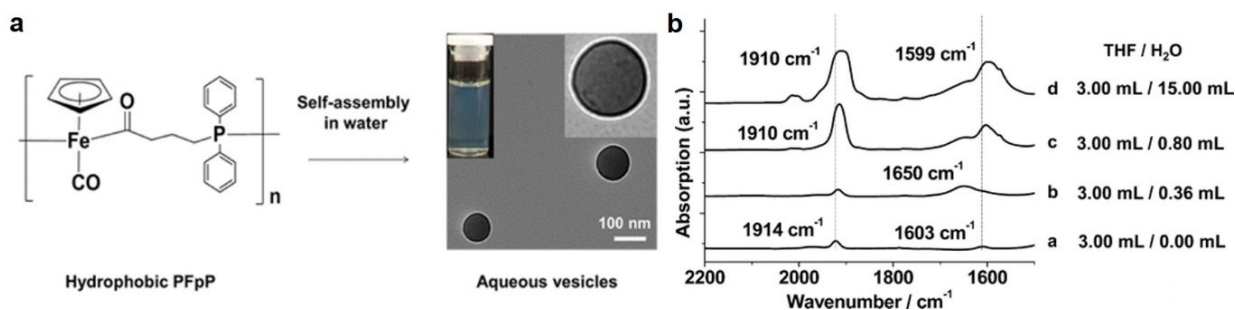 a
Fe
O
CO
P
n
Hydrophobic PFpP
Self-assembly
in water
100 nm
Aqueous vesicles
b
Absorption (a.u.)
1910 cm⁻¹
1599 cm⁻¹
THF / H₂O
d 3.00 mL / 15.00 mL
1910 cm⁻¹
c 3.00 mL / 0.80 mL
1650 cm⁻¹
b 3.00 mL / 0.36 mL
1914 cm⁻¹
1603 cm⁻¹
a 3.00 mL / 0.00 mL
2200 2000 1800 1600
Wavenumber / cm⁻¹